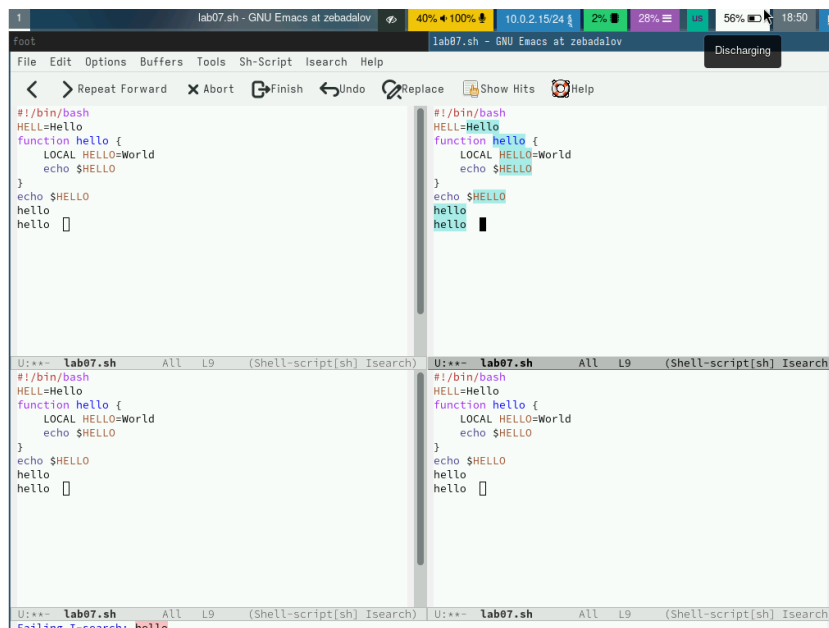 1 lab07.sh - GNU Emacs at zebadalov 40% 100% 10.0.2.15/24 2% 28% us 56% 18:50
foot lab07.sh - GNU Emacs at zebadalov
Discharging
File Edit Options Buffers Tools Sh-Script Isearch Help
Repeat Forward Abort Finish Undo Replace Show Hits Help
#!/bin/bash
HELL=Hello
function hello {
    LOCAL HELLO=World
    echo $HELLO
}
echo $HELLO
hello
hello
U:**- lab07.sh All L9 (Shell-script[sh] Isearch)
#!/bin/bash
HELL=Hello
function hello {
    LOCAL HELLO=World
    echo $HELLO
}
echo $HELLO
hello
hello
U:**- lab07.sh All L9 (Shell-script[sh] Isearch
#!/bin/bash
HELL=Hello
function hello {
    LOCAL HELLO=World
    echo $HELLO
}
echo $HELLO
hello
hello
U:**- lab07.sh All L9 (Shell-script[sh] Isearch)
#!/bin/bash
HELL=Hello
function hello {
    LOCAL HELLO=World
    echo $HELLO
}
echo $HELLO
hello
hello
U:**- lab07.sh All L9 (Shell-script[sh] Isearch
Failing I-search: hello